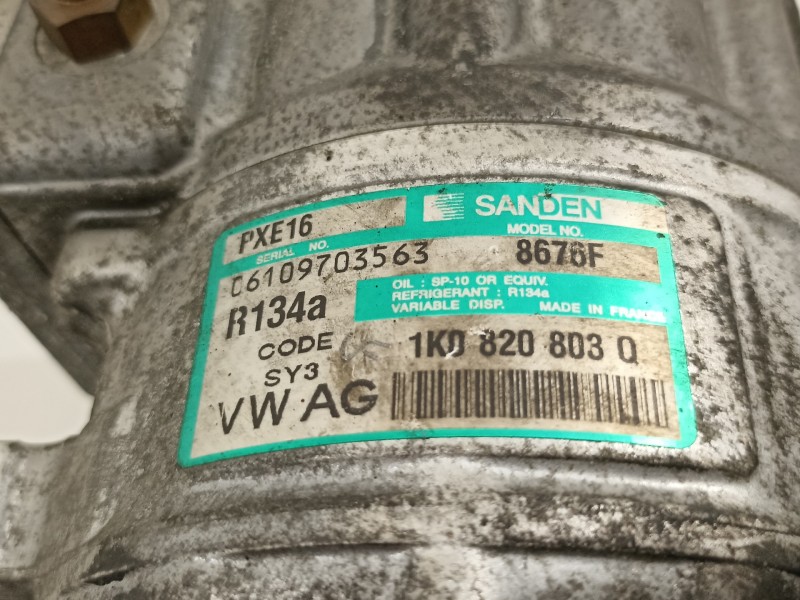 PXE16
SANDEN
SERIAL NO.
MODEL NO.
06109703563
8676F
R134a
OIL : SP-10 OR EQUIV.
REFRIGERANT : R134a
VARIABLE DISP. MADE IN FRANCE
CODE
SY3
1K0 820 803 Q
VW AG